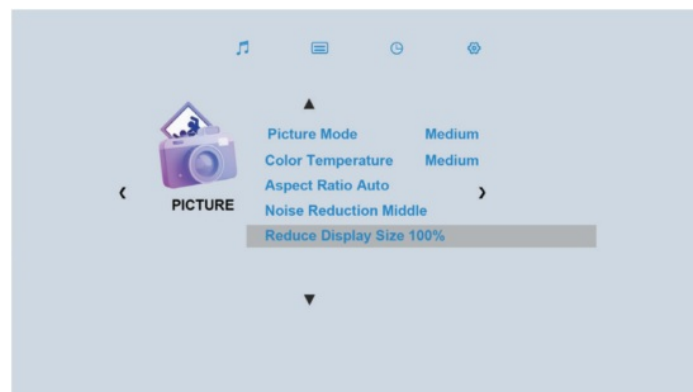 Picture Mode Medium
Color Temperature Medium
Aspect Ratio Auto
PICTURE
Noise Reduction Middle
Reduce Display Size 100%